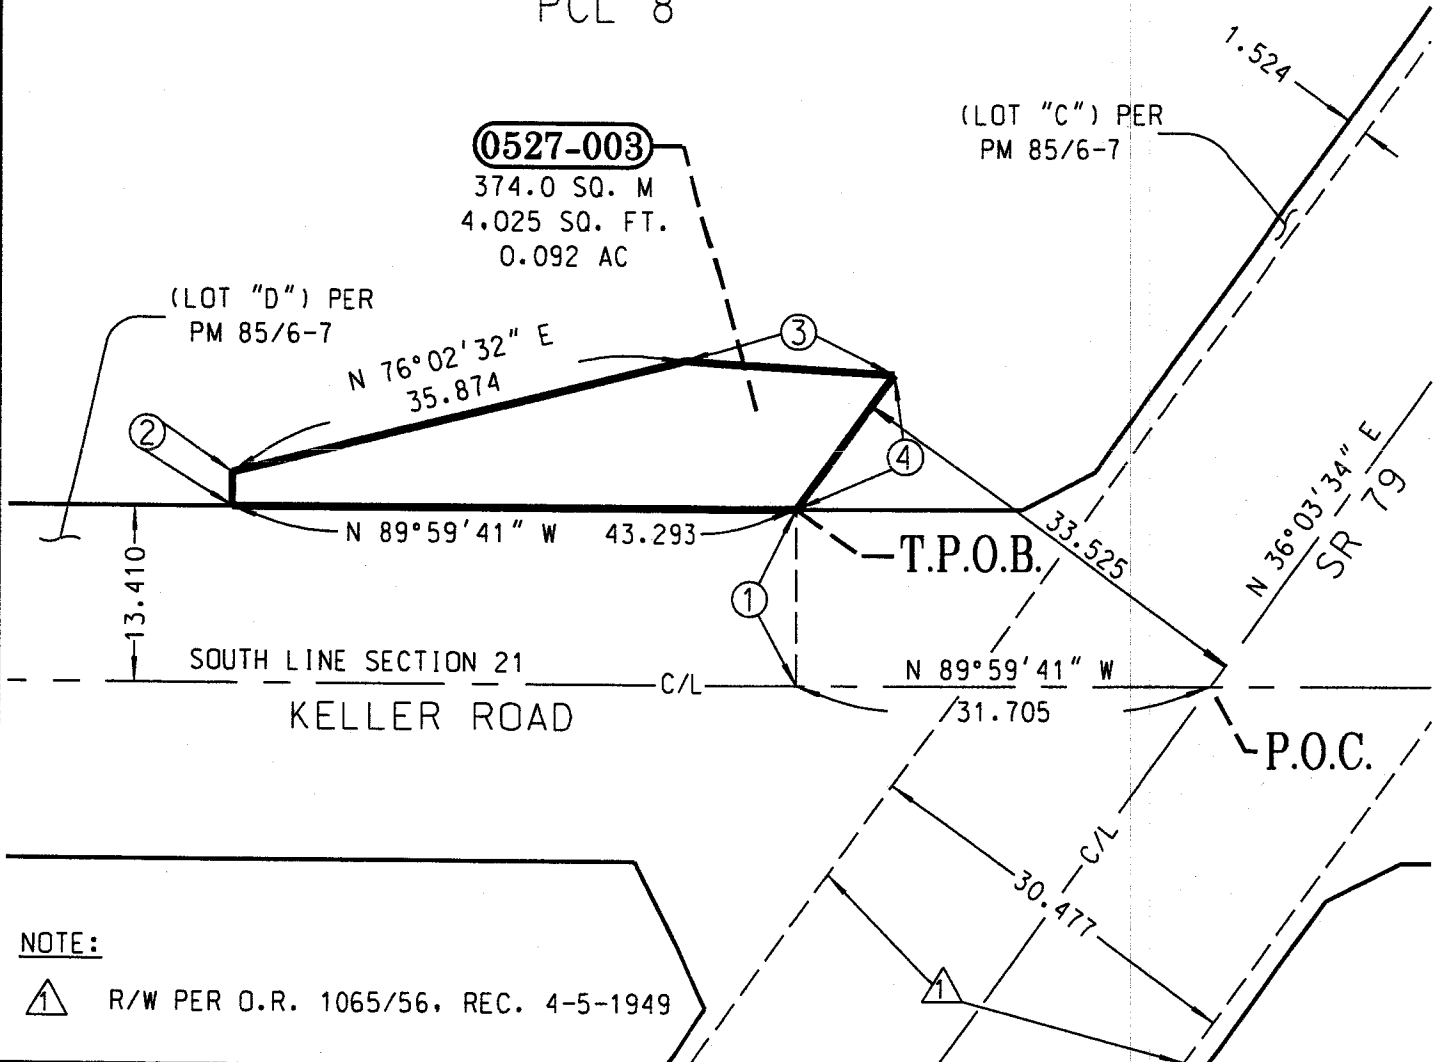 PCL 8
1.524
(LOT "C") PER
PM 85/6-7
0527-003
374.0 SQ. M
4,025 SQ. FT.
0.092 AC
(LOT "D") PER
PM 85/6-7
N 76°02'32" E
35.874
3
2
4
N 89°59'41" W 43.293
T.P.O.B.
33.525
N 36°03'34" E
SR 79
13.410
1
SOUTH LINE SECTION 21
C/L
N 89°59'41" W
31.705
KELLER ROAD
P.O.C.
C/L
30.477
NOTE:
1 R/W PER O.R. 1065/56, REC. 4-5-1949
1